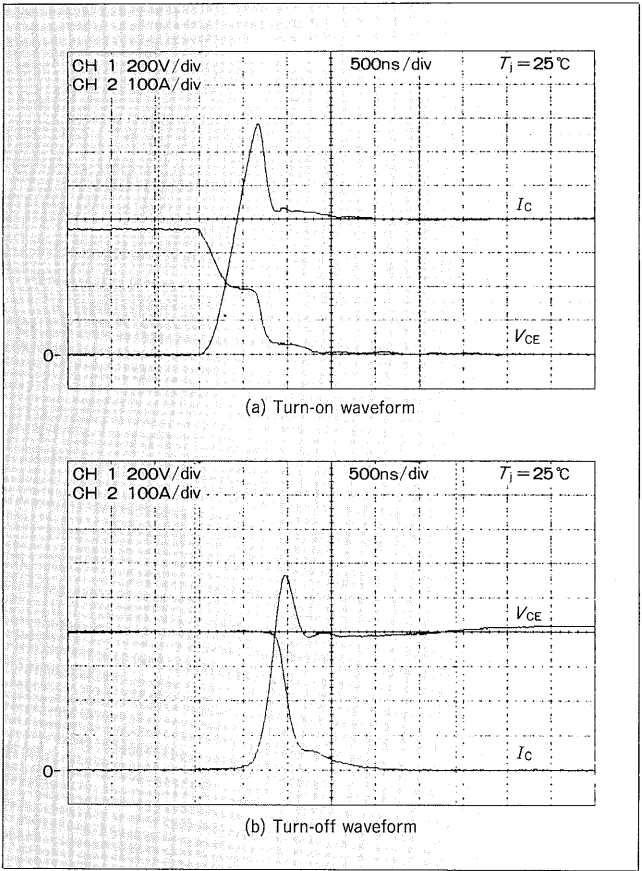 CH 1 200V/div 500ns/div Tj=25℃
CH 2 100A/div
IC
VCE
0
(a) Turn-on waveform
CH 1 200V/div 500ns/div Tj=25℃
CH 2 100A/div
VCE
IC
0
(b) Turn-off waveform